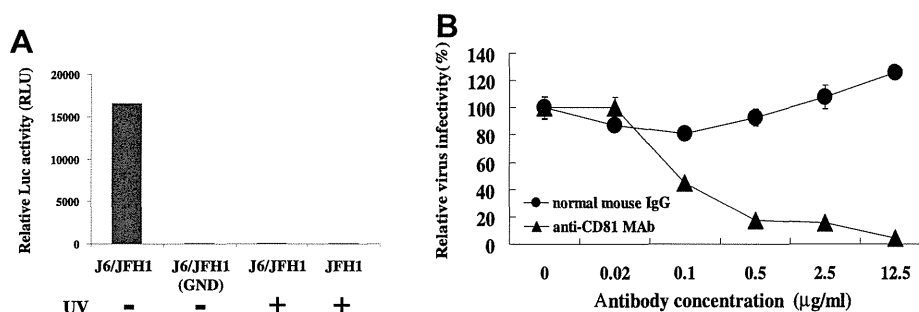 A
Relative Luc activity (RLU)
20000
15000
10000
5000
0
J6/JFH1 J6/JFH1 J6/JFH1 JFH1
(GND)
UV - - + +
B
Relative virus infectivity(%)
140
120
100
80
60
40
20
0
normal mouse IgG
anti-CD81 MAb
0 0.02 0.1 0.5 2.5 12.5
Antibody concentration (μg/ml)